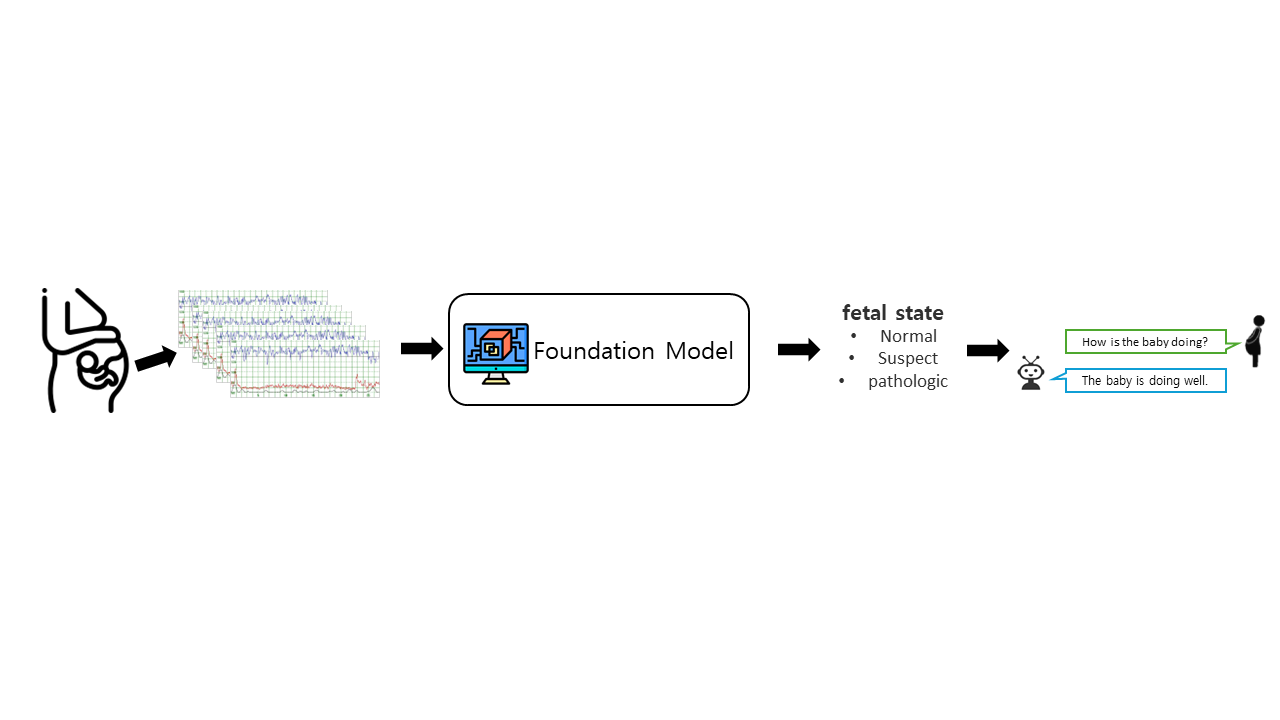 Foundation Model
fetal state
• Normal
• Suspect
• pathologic
How is the baby doing?
The baby is doing well.